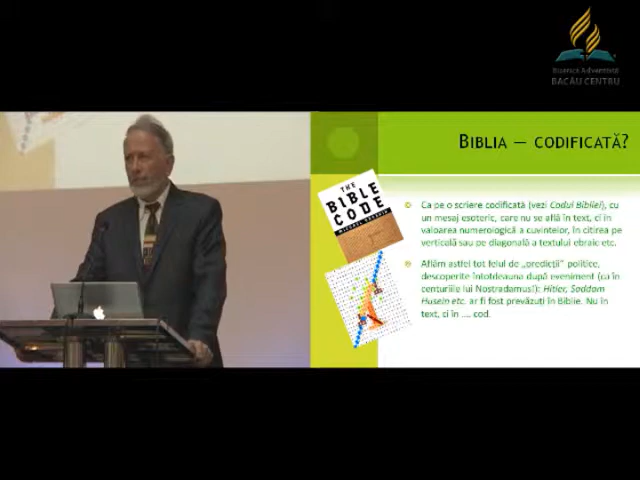 Biserica Adventistă
BACĂU CENTRU
BIBLIA — CODIFICATĂ?
THE
BIBLE
CODE
MICHAEL DROSNIN
Ca pe o scriere codificată (vezi Codul Bibliei), cu
un mesaj esoteric, care nu se află în text, ci în
valoarea numerologică a cuvintelor, în citirea pe
verticală sau pe diagonală a textului ebraic etc.
Aflăm astfel tot felul de „predicții” politice,
descoperite întotdeauna după eveniment (ca în
centuriile lui Nostradamus!): Hitler, Saddam
Husein etc. ar fi fost prevăzuți în Biblie. Nu în
text, ci în .... cod.